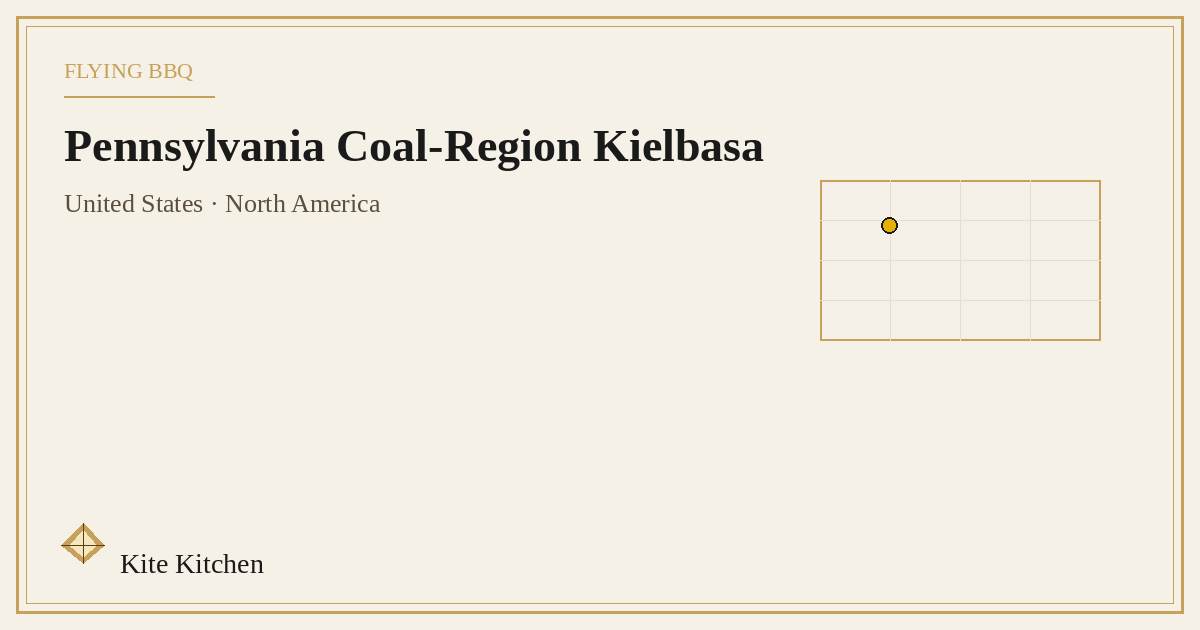 FLYING BBQ
Pennsylvania Coal-Region Kielbasa
United States · North America
Kite Kitchen